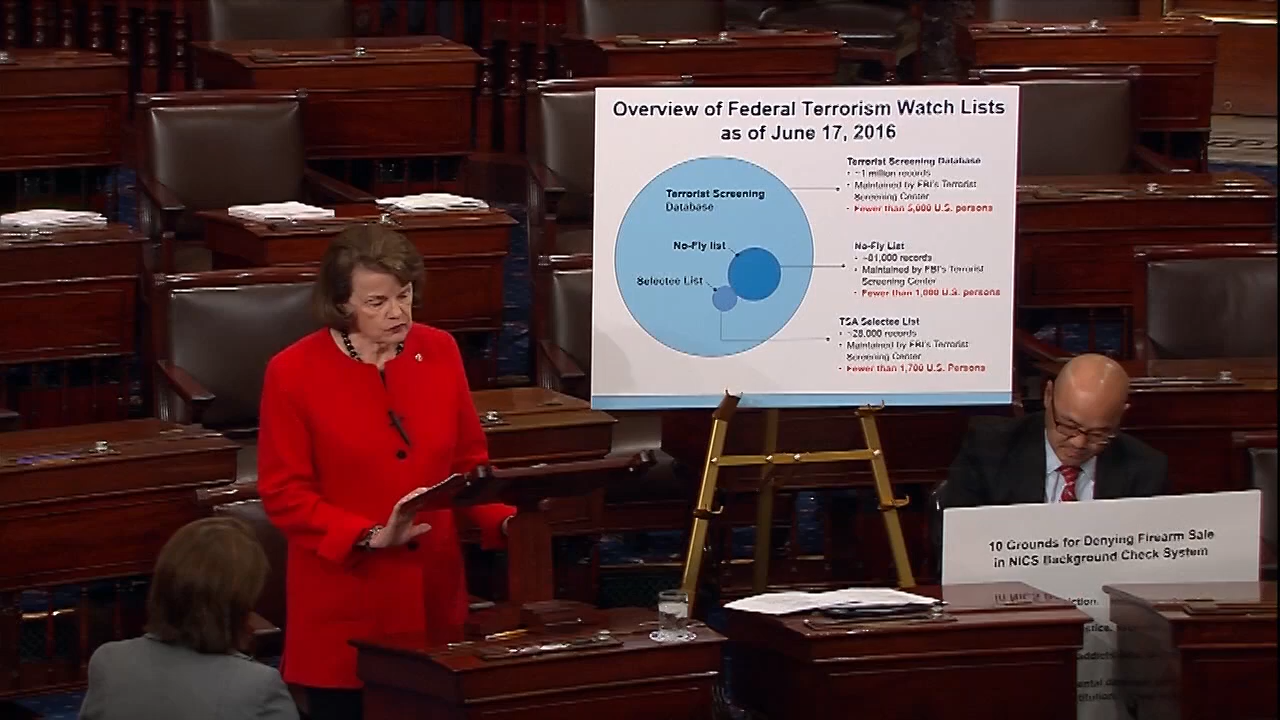 Overview of Federal Terrorism Watch Lists
as of June 17, 2016
Terrorist Screening
Database
No-Fly list
Selectee List
Terrorist Screening Database
• ~1 million records
• Maintained by FBI's Terrorist
Screening Center
• Fewer than 5,000 U.S. persons
No-Fly List
• ~81,000 records
• Maintained by FBI's Terrorist
Screening Center
• Fewer than 1,000 U.S. persons
TSA Selectee List
• ~28,000 records
• Maintained by FBI's Terrorist
Screening Center
• Fewer than 1,700 U.S. Persons
10 Grounds for Denying Firearm Sale
in NICS Background Check System